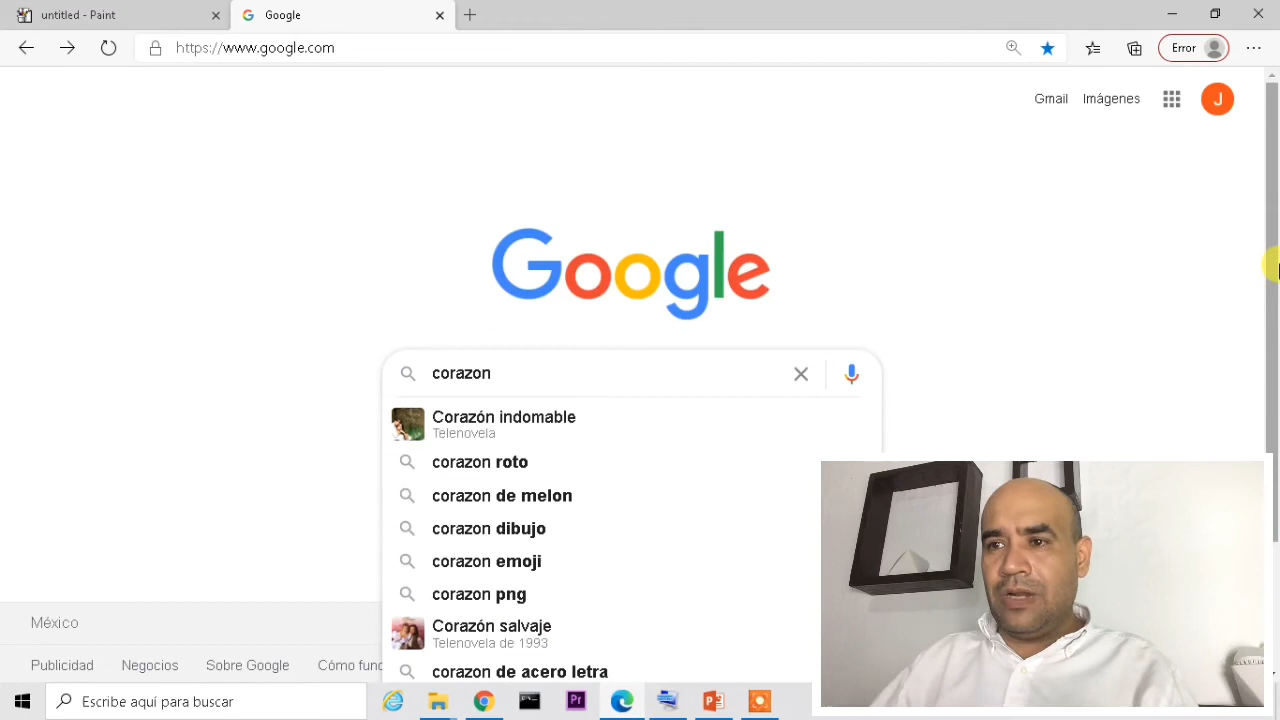 untitled - Paint
Google
https://www.google.com
Error
Gmail
Imágenes
J
Google
corazon
Corazón indomable
Telenovela
corazon roto
corazon de melon
corazon dibujo
corazon emoji
corazon png
Corazón salvaje
Telenovela de 1993
corazon de acero letra
México
Publicidad
Negocios
Sobre Google
Cómo func
Escribe aquí para buscar
Pr